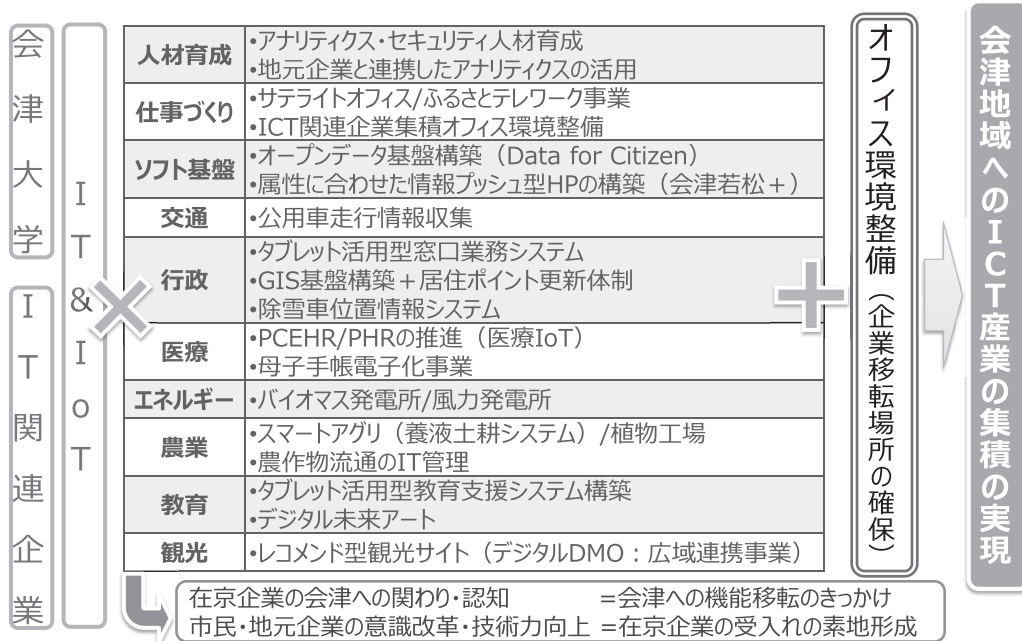 会津大学
IT関連企業
IT&IoT
×
人材育成
•アナリティクス・セキュリティ人材育成
•地元企業と連携したアナリティクスの活用
仕事づくり
•サテライトオフィス/ふるさとテレワーク事業
•ICT関連企業集積オフィス環境整備
ソフト基盤
•オープンデータ基盤構築（Data for Citizen）
•属性に合わせた情報プッシュ型HPの構築（会津若松＋）
交通
•公用車走行情報収集
行政
•タブレット活用型窓口業務システム
•GIS基盤構築＋居住ポイント更新体制
•除雪車位置情報システム
医療
•PCEHR/PHRの推進（医療IoT）
•母子手帳電子化事業
エネルギー
•バイオマス発電所/風力発電所
農業
•スマートアグリ（養液土耕システム）/植物工場
•農作物流通のIT管理
教育
•タブレット活用型教育支援システム構築
•デジタル未来アート
観光
•レコメンド型観光サイト（デジタルDMO：広域連携事業）
＋
オフィス環境整備（企業移転場所の確保）
会津地域へのICT産業の集積の実現
在京企業の会津への関わり・認知　=会津への機能移転のきっかけ
市民・地元企業の意識改革・技術力向上 =在京企業の受入れの素地形成